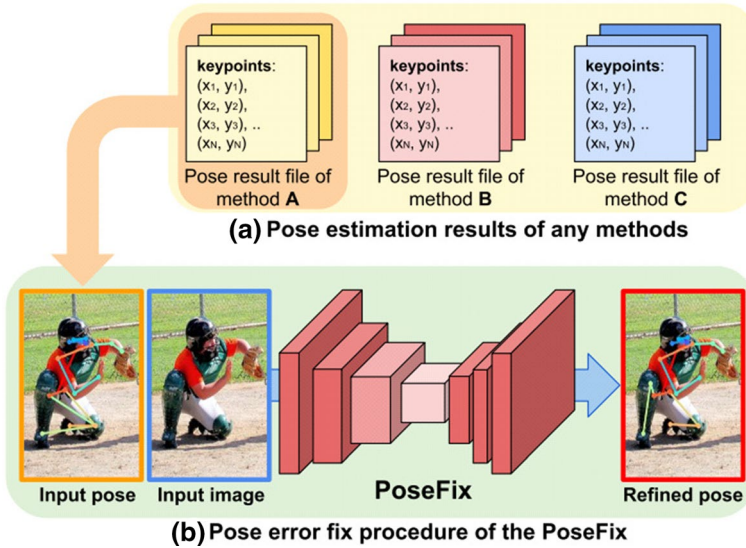 keypoints:
(x1, y1),
(x2, y2),
(x3, y3), ..
(xN, yN)
Pose result file of
method A
keypoints:
(x1, y1),
(x2, y2),
(x3, y3), ..
(xN, yN)
Pose result file of
method B
keypoints:
(x1, y1),
(x2, y2),
(x3, y3), ..
(xN, yN)
Pose result file of
method C
(a) Pose estimation results of any methods
Input pose
Input image
PoseFix
Refined pose
(b) Pose error fix procedure of the PoseFix